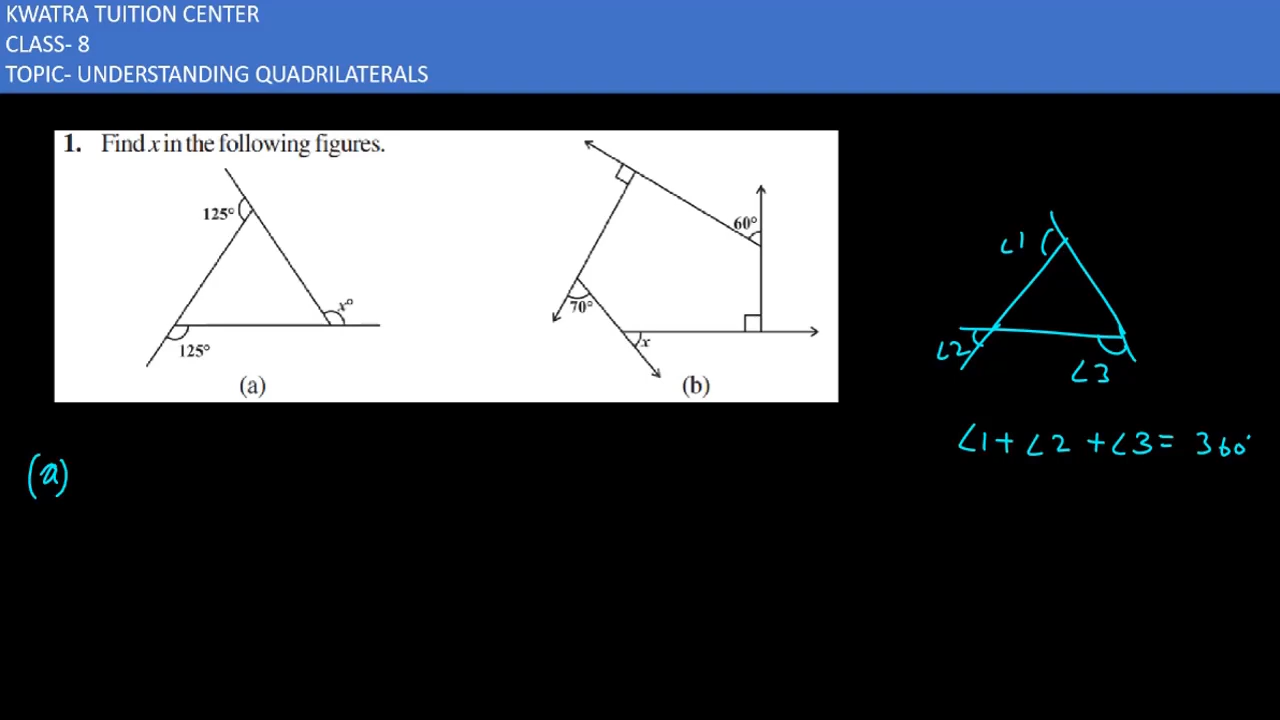 KWATRA TUITION CENTER
CLASS- 8
TOPIC- UNDERSTANDING QUADRILATERALS
1. Find x in the following figures.
125°
x°
125°
(a)
60°
70°
x
(b)
∠1
∠2
∠3
∠1 + ∠2 + ∠3 = 360°
(a)